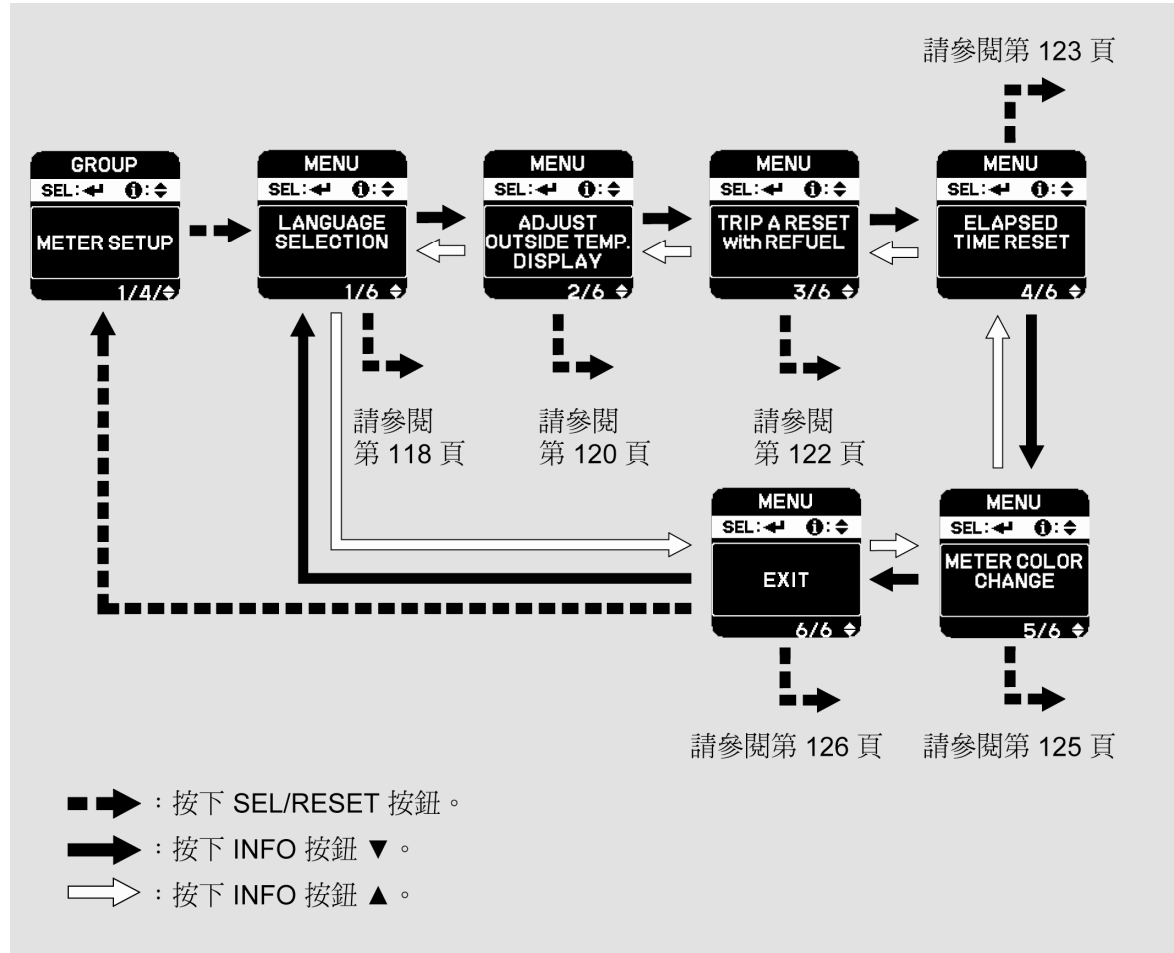 請參閱第 123 頁
GROUP
SEL:↵ i:◆
METER SETUP
1/4/◆
MENU
SEL:↵ i:◆
LANGUAGE
SELECTION
1/6 ◆
MENU
SEL:↵ i:◆
ADJUST
OUTSIDE TEMP.
DISPLAY
2/6 ◆
MENU
SEL:↵ i:◆
TRIP A RESET
with REFUEL
3/6 ◆
MENU
SEL:↵ i:◆
ELAPSED
TIME RESET
4/6 ◆
請參閱
第 118 頁
請參閱
第 120 頁
請參閱
第 122 頁
MENU
SEL:↵ i:◆
EXIT
6/6 ◆
MENU
SEL:↵ i:◆
METER COLOR
CHANGE
5/6 ◆
請參閱第 126 頁
請參閱第 125 頁
：按下 SEL/RESET 按鈕。
：按下 INFO 按鈕 ▼。
：按下 INFO 按鈕 ▲。